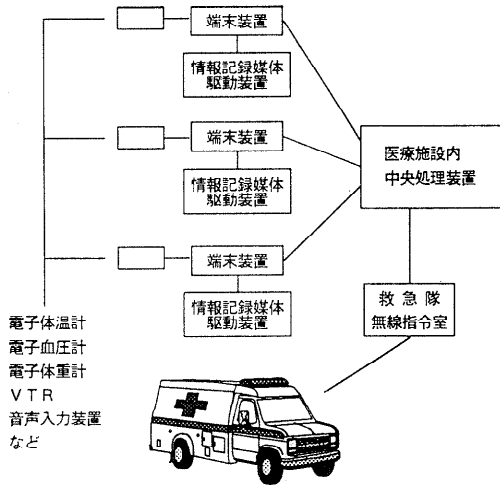 端末装置
情報記録媒体
駆動装置
端末装置
情報記録媒体
駆動装置
医療施設内
中央処理装置
端末装置
情報記録媒体
駆動装置
救急隊
無線指令室
電子体温計
電子血圧計
電子体重計
VTR
音声入力装置
など